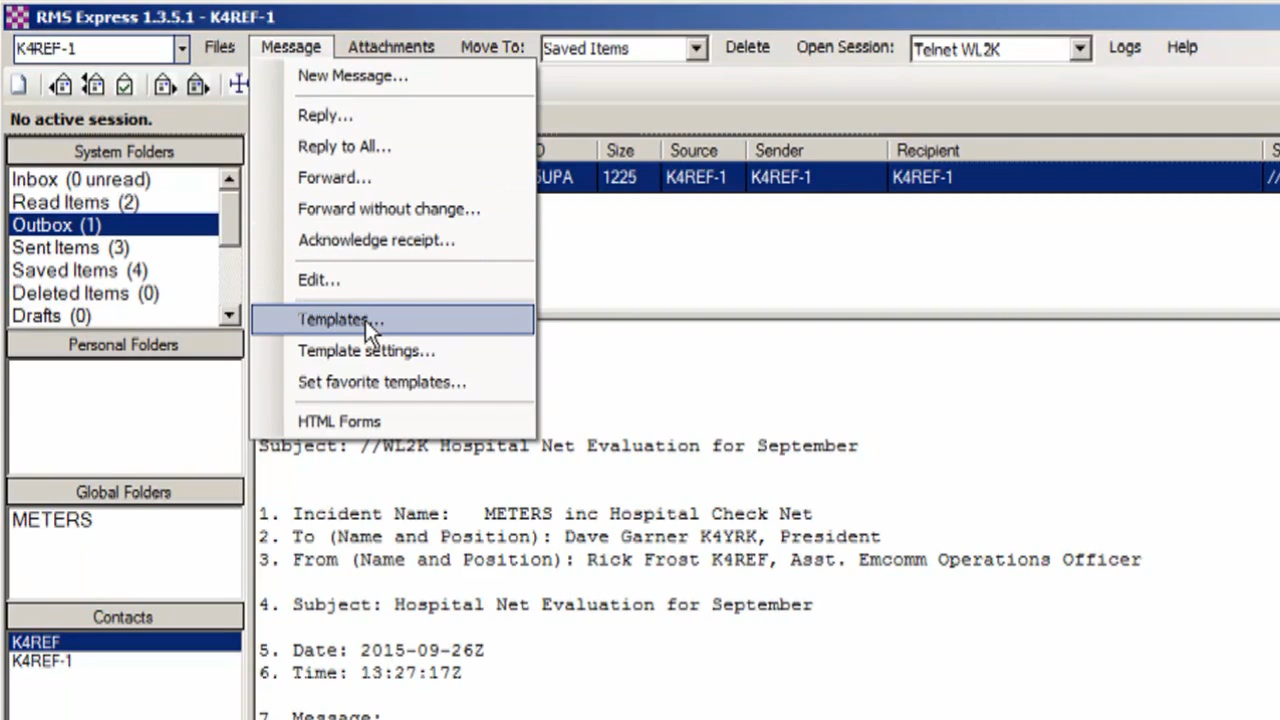 RMS Express 1.3.5.1 - K4REF-1
K4REF-1 Files Message Attachments Move To: Saved Items Delete Open Session: Telnet WL2K Logs Help
No active session.
System Folders
Inbox (0 unread)
Read Items (2)
Outbox (1)
Sent Items (3)
Saved Items (4)
Deleted Items (0)
Drafts (0)
Personal Folders
Global Folders
METERS
Contacts
K4REF
K4REF-1
New Message...
Reply...
Reply to All...
Forward...
Forward without change...
Acknowledge receipt...
Edit...
Templates...
Template settings...
Set favorite templates...
HTML Forms
Size Source Sender Recipient
1225 K4REF-1 K4REF-1 K4REF-1 //
Subject: //WL2K Hospital Net Evaluation for September
1. Incident Name: METERS inc Hospital Check Net
2. To (Name and Position): Dave Garner K4YRK, President
3. From (Name and Position): Rick Frost K4REF, Asst. Emcomm Operations Officer
4. Subject: Hospital Net Evaluation for September
5. Date: 2015-09-26Z
6. Time: 13:27:17Z
7. Message: